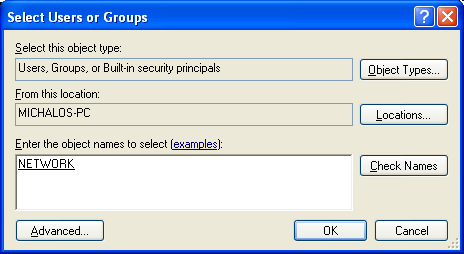 Select Users or Groups
Select this object type:
Users, Groups, or Built-in security principals
Object Types...
From this location:
MICHALOS-PC
Locations...
Enter the object names to select (examples):
NETWORK
Check Names
Advanced...
OK
Cancel